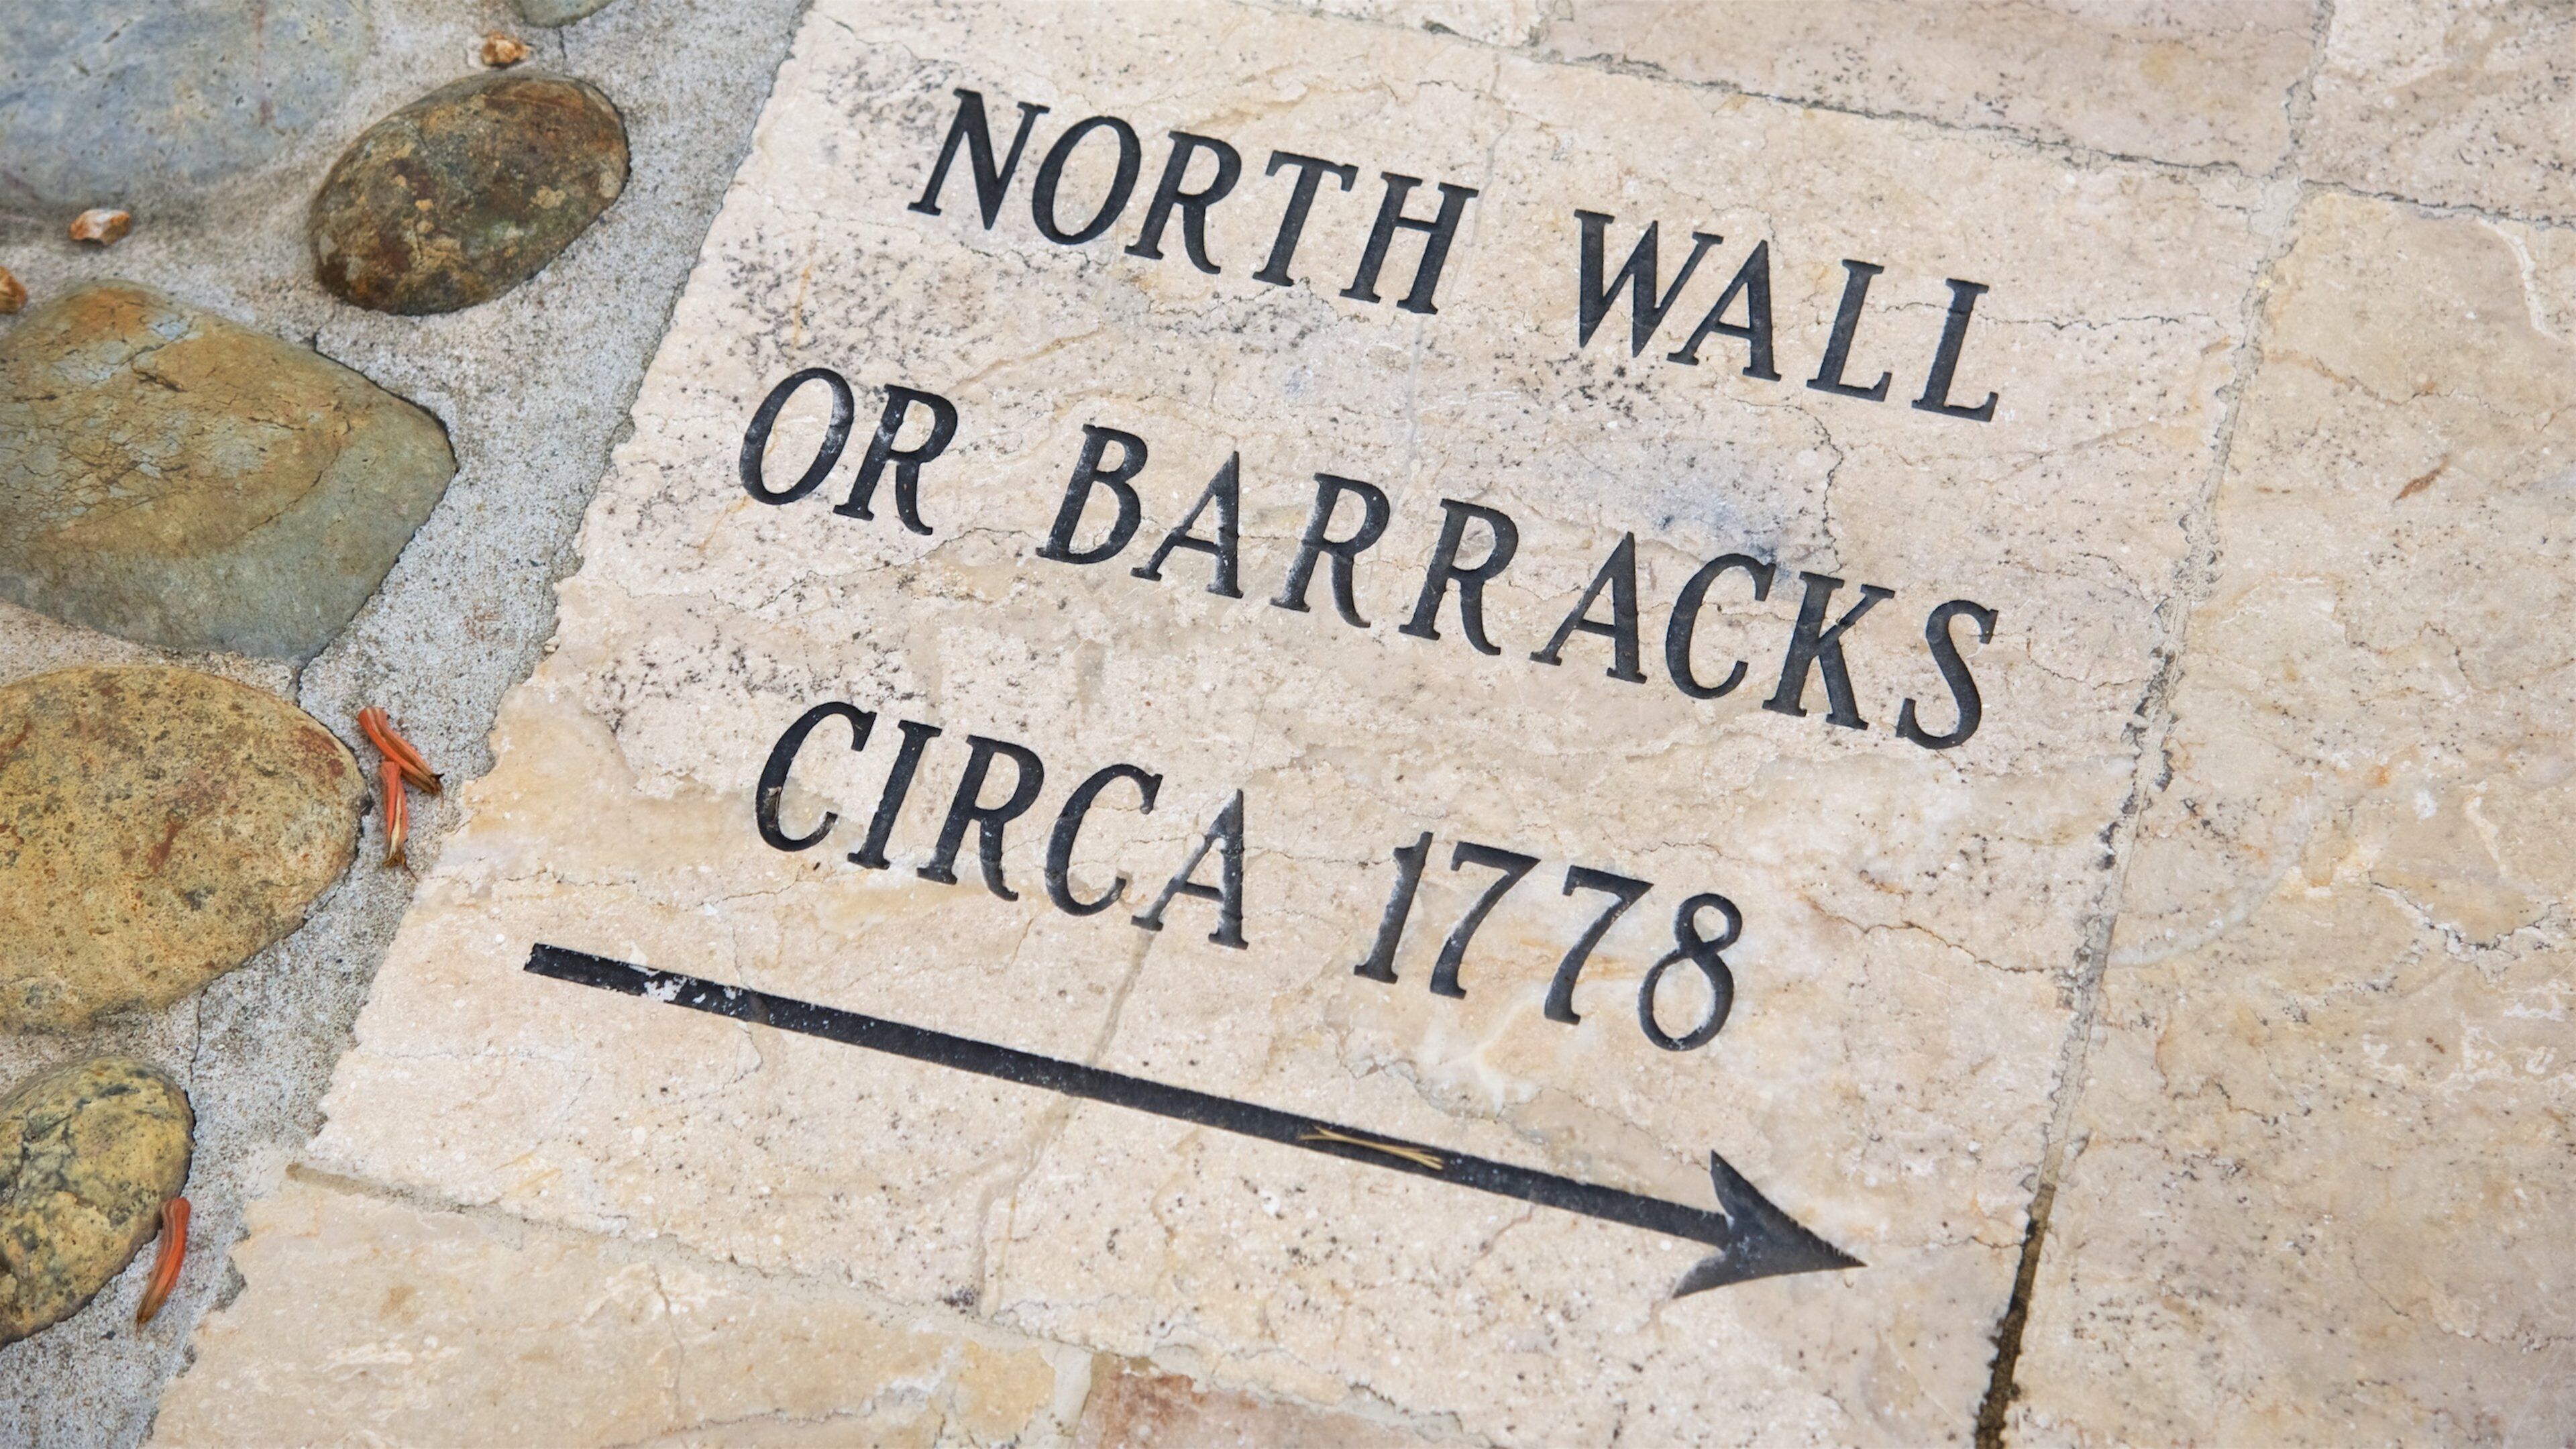 NORTH WALL
OR BARRACKS
CIRCA 1778